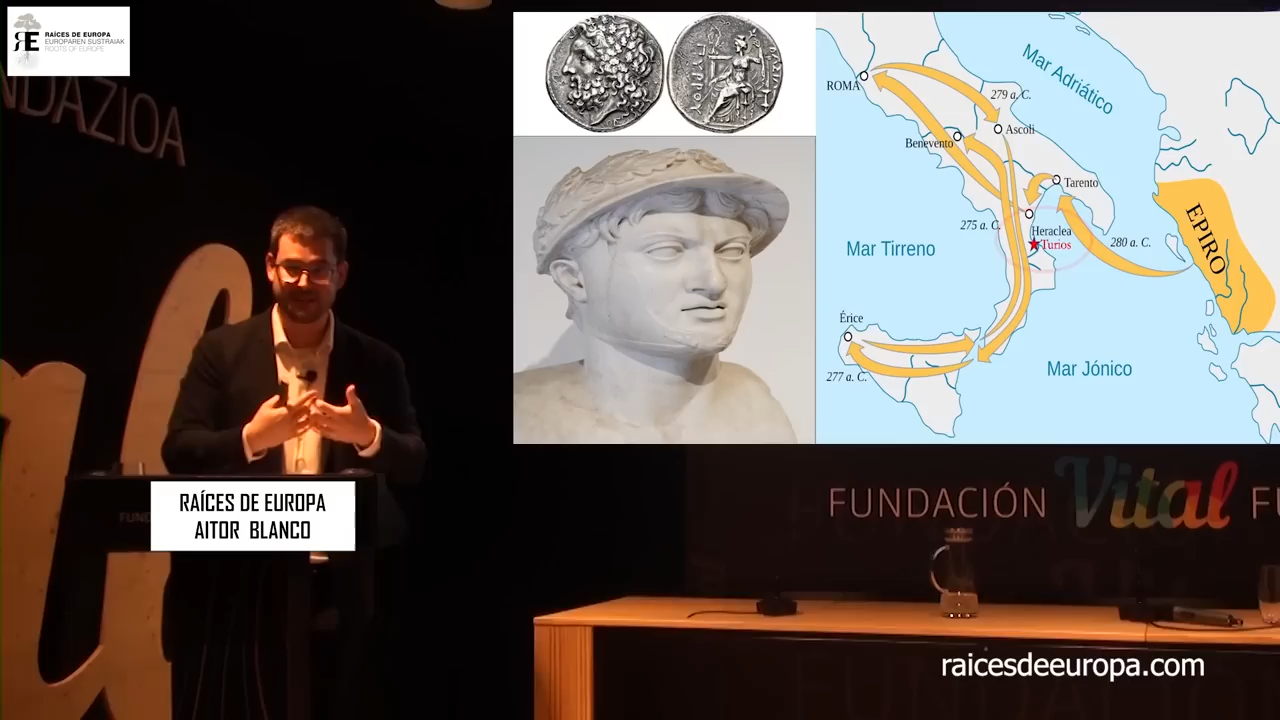 RAÍCES DE EUROPA
EUROPAREN SUSTRAIAK
ROOTS OF EUROPE
NDAZIOA
ROMA
279 a. C.
Mar Adriático
Ascoli
Benevento
Tarento
275 a. C.
Heraclea
Turios
280 a. C.
EPIRO
Mar Tirreno
Érice
277 a. C.
Mar Jónico
RAÍCES DE EUROPA
AITOR BLANCO
FUNDACIÓN Vital F
raicesdeeuropa.com